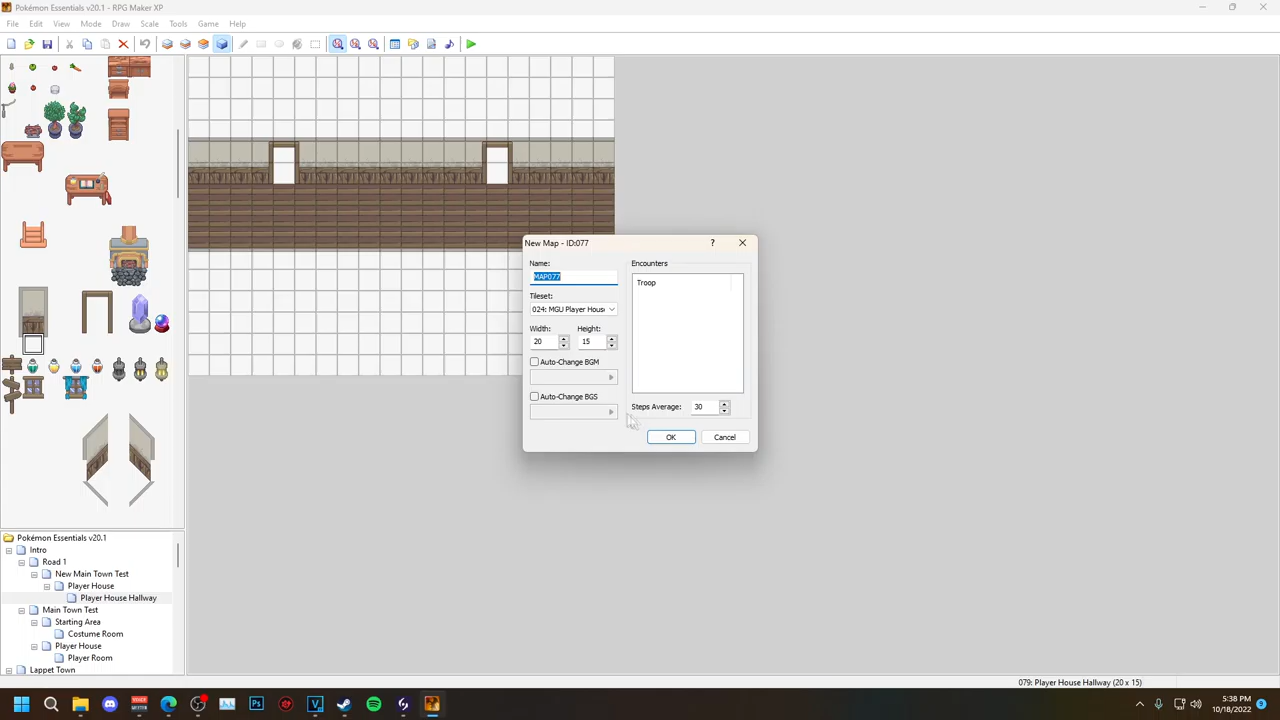 Pokémon Essentials v20.1 - RPG Maker XP
File Edit View Mode Draw Scale Tools Game Help
New Map - ID:077
?
Name:
MAP077
Tileset:
024: MGU Player Hous
Width: Height:
20 15
Auto-Change BGM
Auto-Change BGS
Encounters
Troop
Steps Average: 30
OK Cancel
Pokémon Essentials v20.1
Intro
Road 1
New Main Town Test
Player House
Player House Hallway
Main Town Test
Starting Area
Costume Room
Player House
Player Room
Lappet Town
079: Player House Hallway (20 x 15)
5:38 PM
10/18/2022